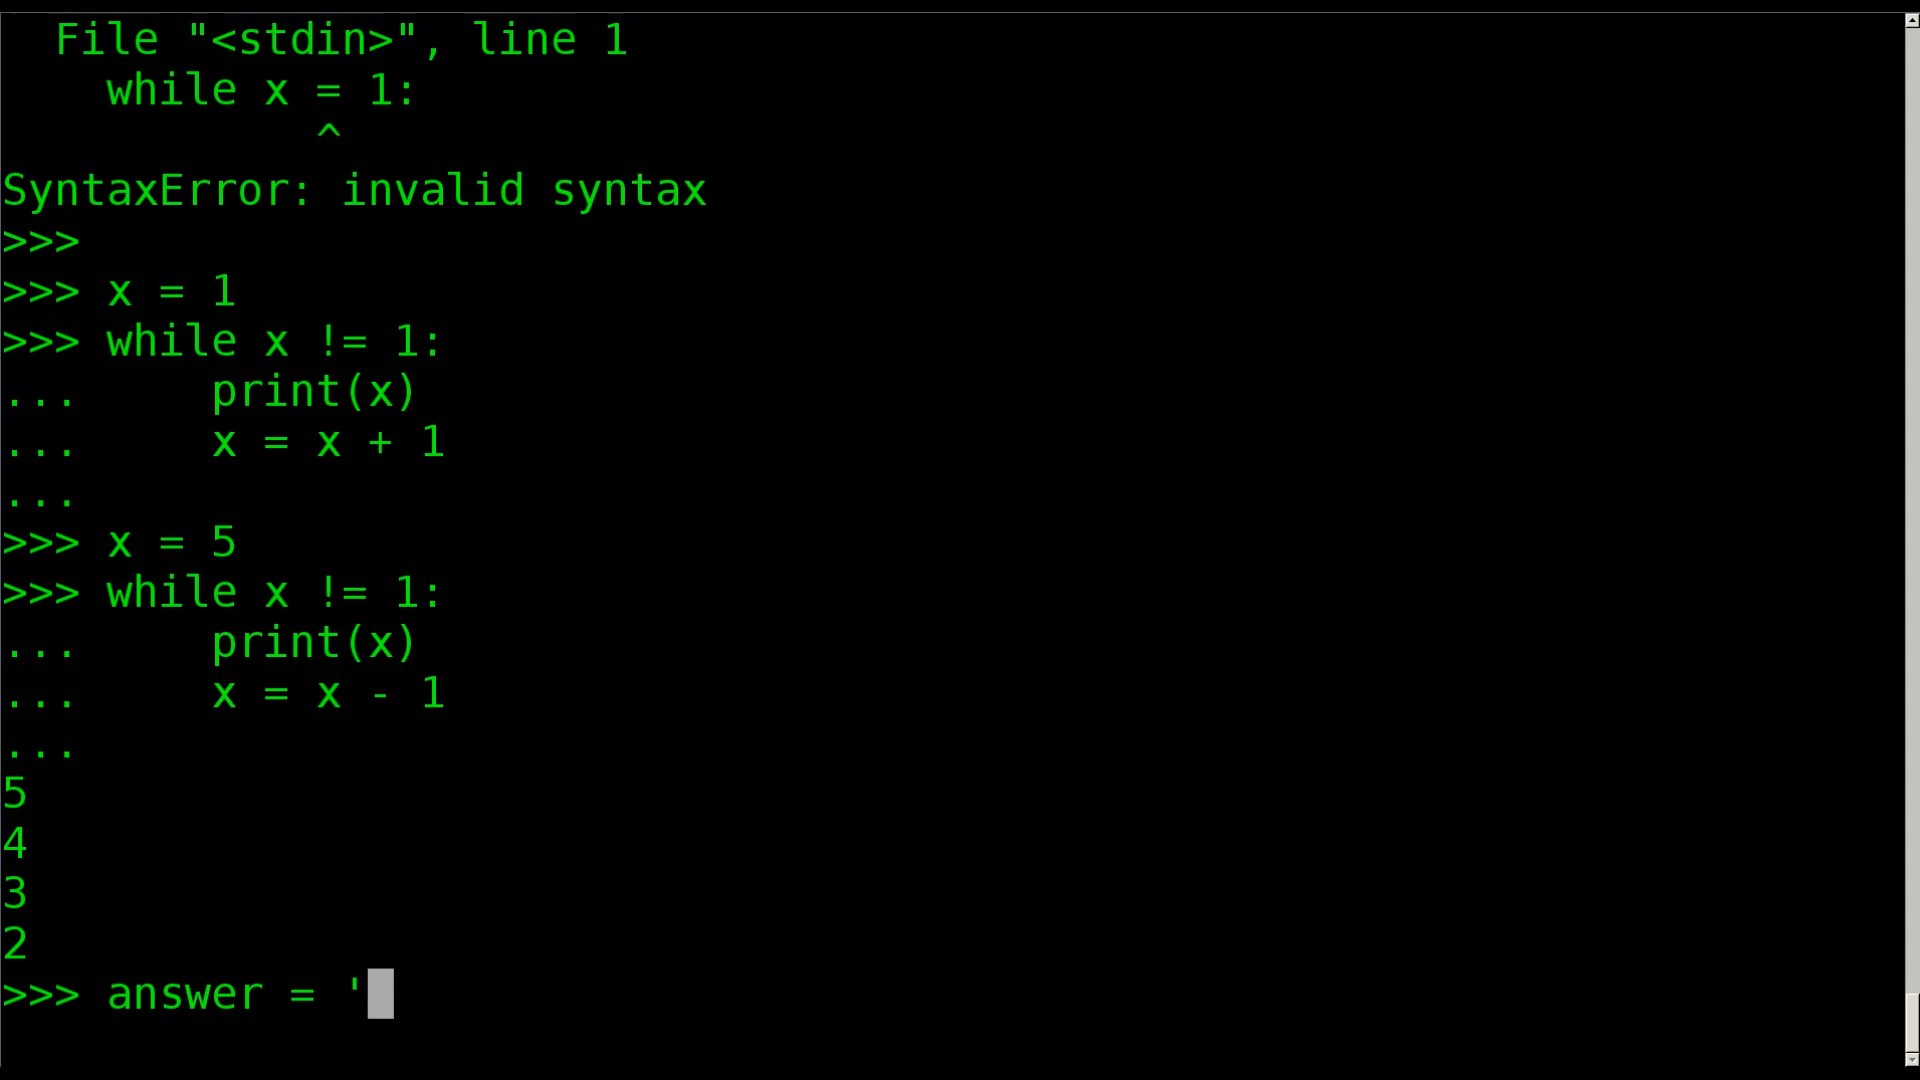 File "<stdin>", line 1
    while x = 1:
            ^
SyntaxError: invalid syntax
>>>
>>> x = 1
>>> while x != 1:
...     print(x)
...     x = x + 1
...
>>> x = 5
>>> while x != 1:
...     print(x)
...     x = x - 1
...
5
4
3
2
>>> answer = '